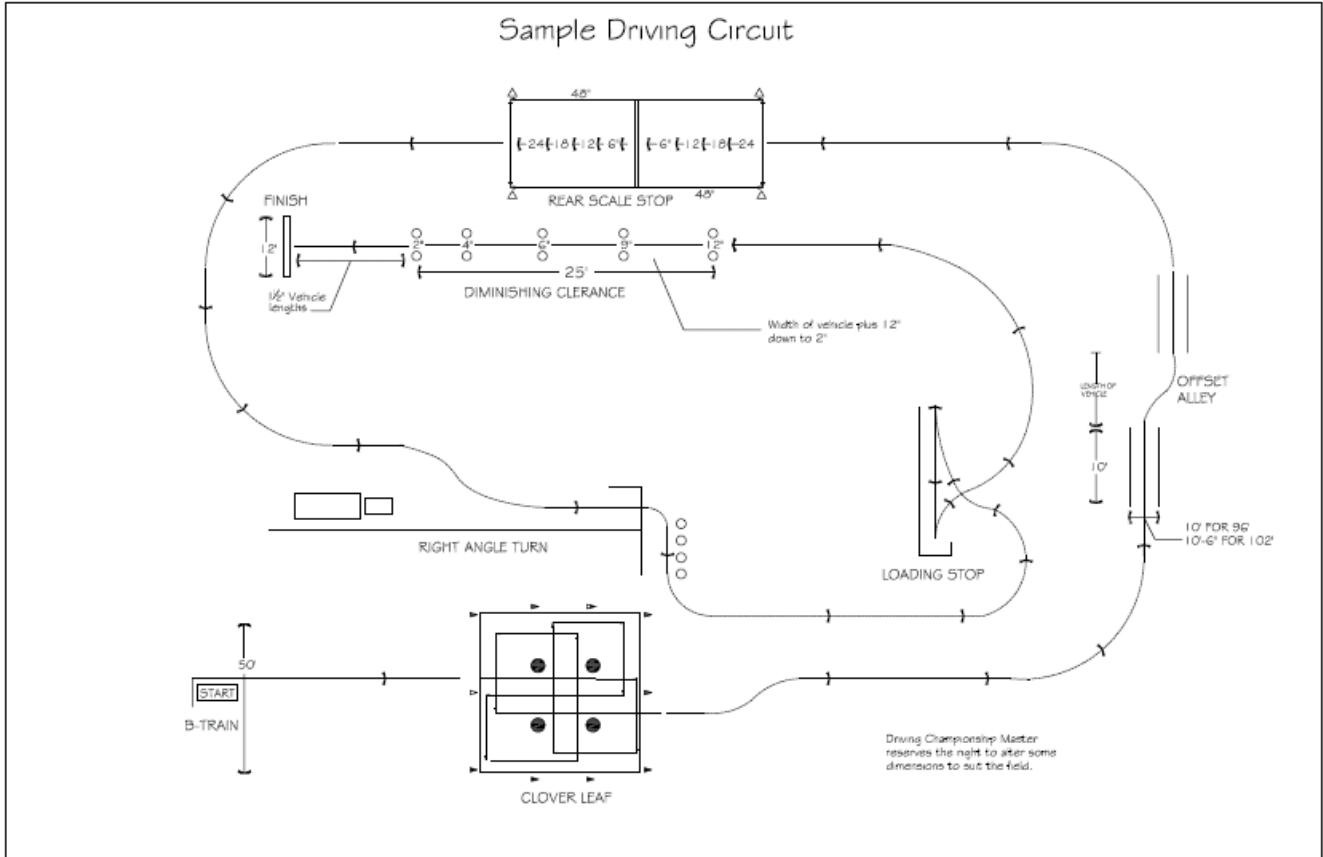 Sample Driving Circuit
48"
24 18 12 6" 6" 12 18 24
48"
REAR SCALE STOP
FINISH
12'
2" 4" 6" 9" 12"
25'
DIMINISHING CLERANCE
1½" Vehicle
lengths
Width of vehicle plus 12"
down to 2"
LENGTH OF
VEHICLE
OFFSET
ALLEY
10'
10' FOR 96'
10'-6" FOR 102'
RIGHT ANGLE TURN
LOADING STOP
50'
START
B-TRAIN
CLOVER LEAF
Driving Championship Master
reserves the right to alter some
dimensions to suit the field.